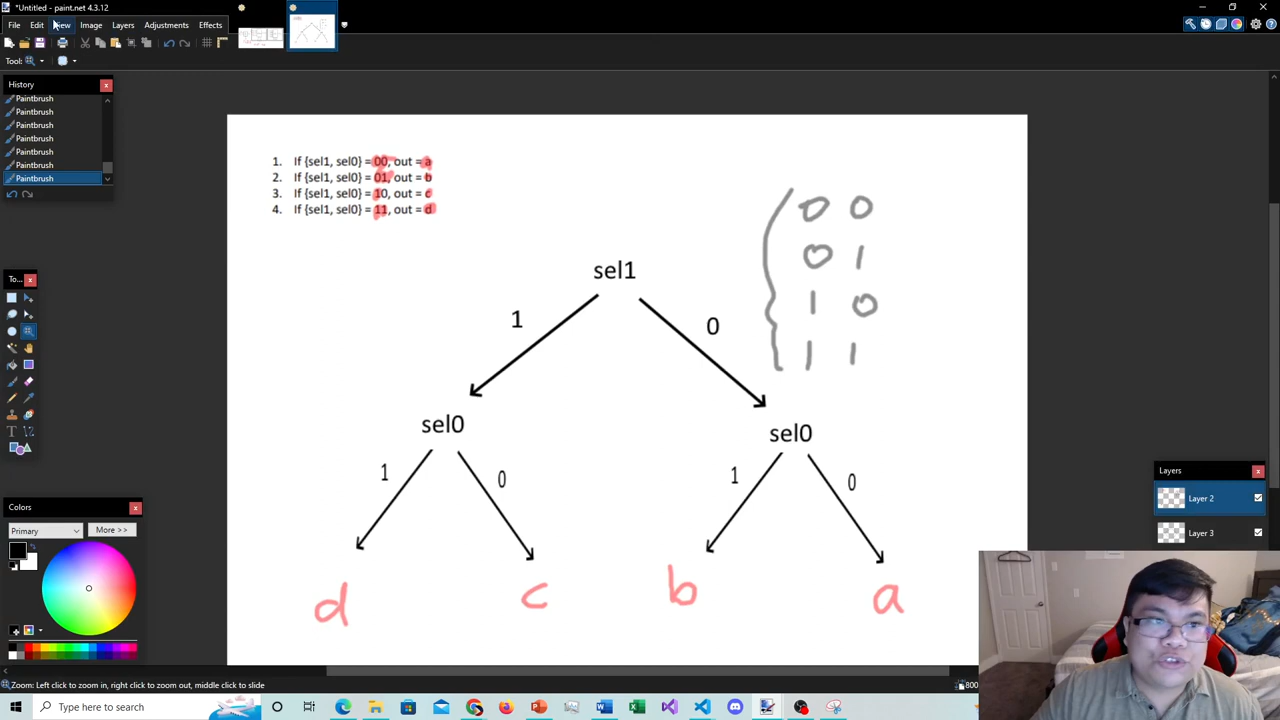 *Untitled - paint.net 4.3.12
File Edit View Image Layers Adjustments Effects
Tool:
History
Paintbrush
Paintbrush
Paintbrush
Paintbrush
Paintbrush
Paintbrush
Paintbrush
1. If {sel1, sel0} = 00, out = a
2. If {sel1, sel0} = 01, out = b
3. If {sel1, sel0} = 10, out = c
4. If {sel1, sel0} = 11, out = d
0 0
0 1
1 0
1 1
sel1
1 0
sel0 sel0
1 0 1 0
d c b a
To...
Colors
Primary
More >>
Layers
Layer 2
Layer 3
Zoom: Left click to zoom in, right click to zoom out, middle click to slide
800
Type here to search